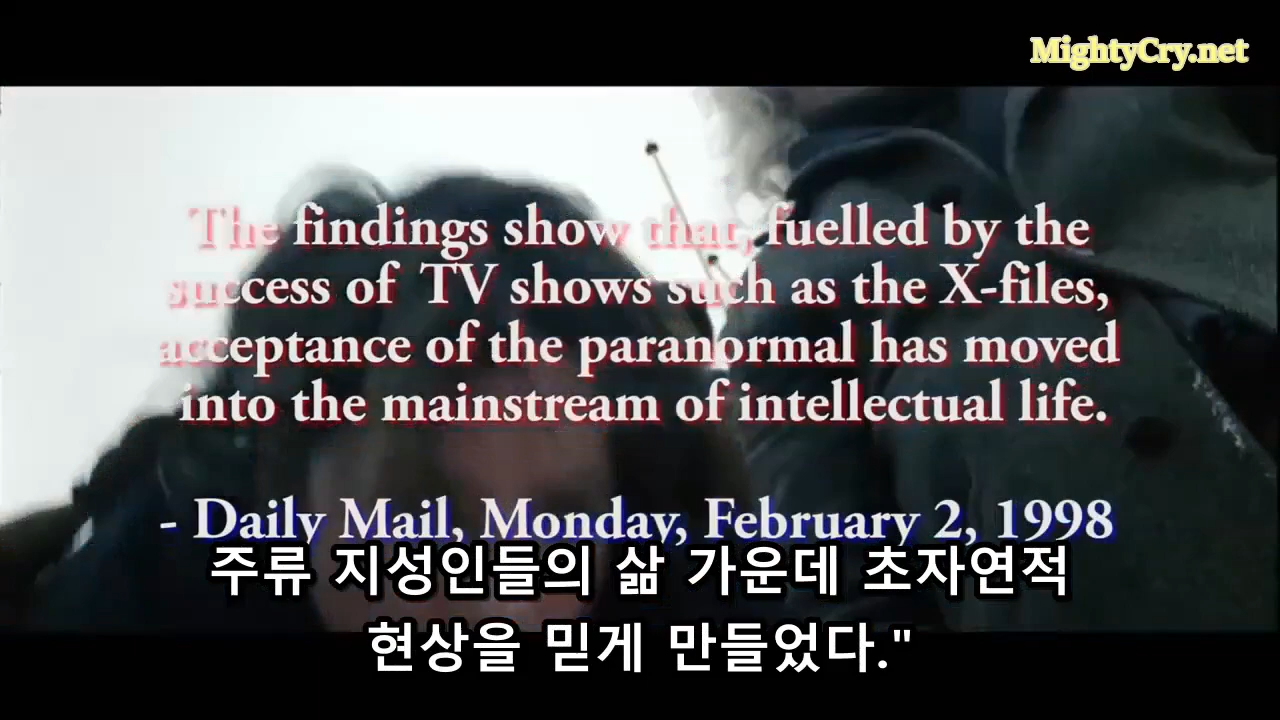 MightyCry.net
The findings show that, fuelled by the
success of TV shows such as the X-files,
acceptance of the paranormal has moved
into the mainstream of intellectual life.
- Daily Mail, Monday, February 2, 1998
주류 지성인들의 삶 가운데 초자연적
현상을 믿게 만들었다."